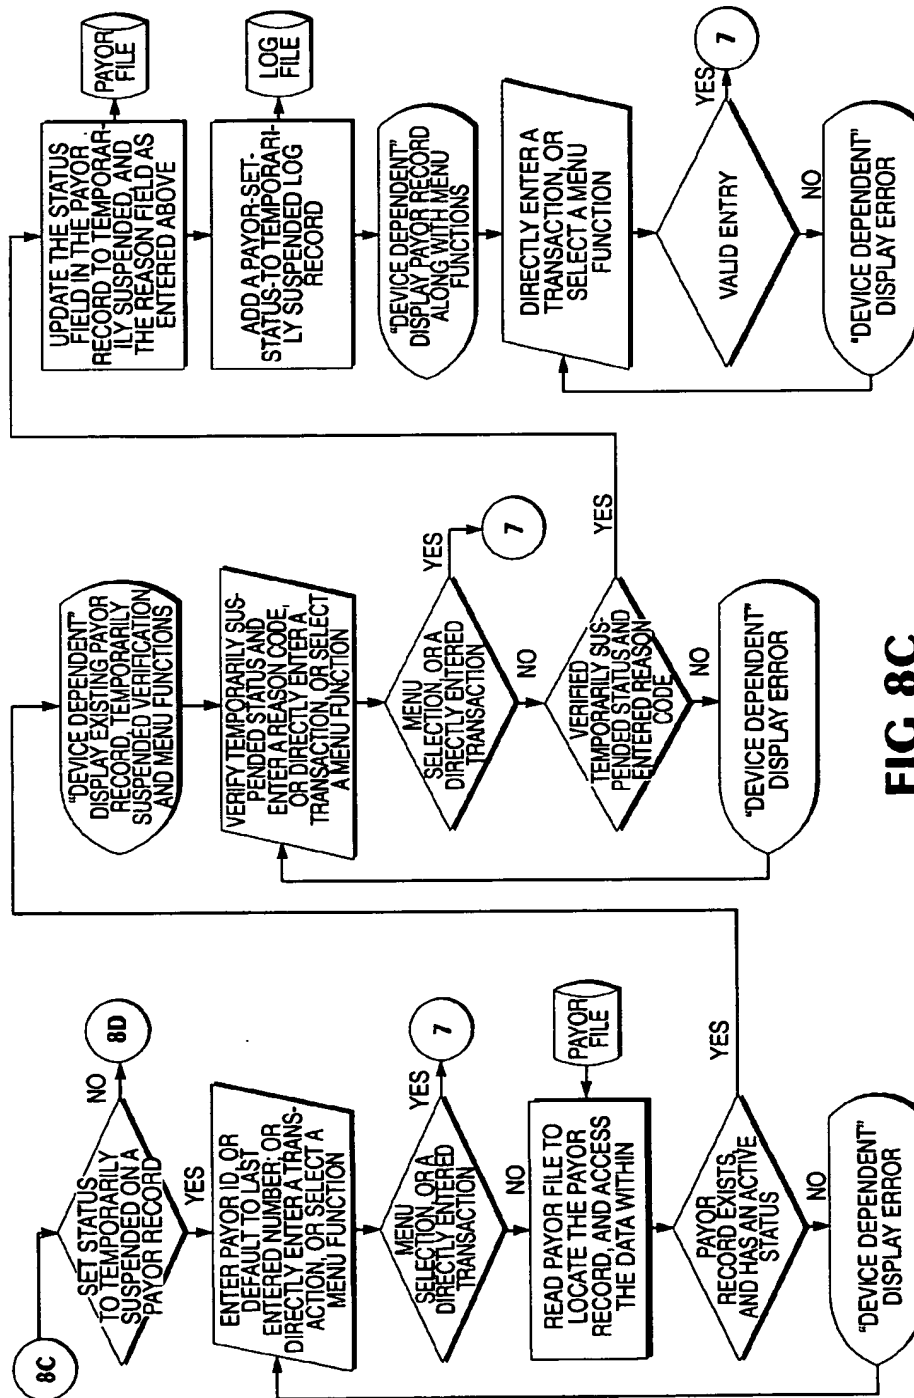 8C
SET STATUS
TO TEMPORARILY
SUSPENDED ON A
PAYOR RECORD
NO
8D
YES
ENTER PAYOR ID, OR
DEFAULT TO LAST
ENTERED NUMBER, OR
DIRECTLY ENTER A TRANS-
ACTION, OR SELECT A
MENU FUNCTION
MENU
SELECTION, OR A
DIRECTLY ENTERED
TRANSACTION
YES
7
NO
READ PAYOR FILE TO
LOCATE THE PAYOR
RECORD, AND ACCESS
THE DATA WITHIN
PAYOR
FILE
PAYOR
RECORD EXISTS,
AND HAS AN ACTIVE
STATUS
YES
NO
"DEVICE DEPENDENT"
DISPLAY ERROR
"DEVICE DEPENDENT"
DISPLAY EXISTING PAYOR
RECORD, TEMPORARILY
SUSPENDED VERIFICATION
AND MENU FUNCTIONS
VERIFY TEMPORARILY SUS-
PENDED STATUS AND
ENTER A REASON CODE,
OR DIRECTLY ENTER A
TRANSACTION, OR SELECT
A MENU FUNCTION
MENU
SELECTION, OR A
DIRECTLY ENTERED
TRANSACTION
YES
7
NO
VERIFIED
TEMPORARILY SUS-
PENDED STATUS AND
ENTERED REASON
CODE
YES
NO
"DEVICE DEPENDENT"
DISPLAY ERROR
UPDATE THE STATUS
FIELD IN THE PAYOR
RECORD TO TEMPORAR-
ILY SUSPENDED, AND
THE REASON FIELD AS
ENTERED ABOVE
PAYOR
FILE
ADD A PAYOR-SET-
STATUS-TO TEMPORARI-
LY SUSPENDED LOG
RECORD
LOG
FILE
"DEVICE DEPENDENT"
DISPLAY PAYOR RECORD
ALONG WITH MENU
FUNCTIONS
DIRECTLY ENTER A
TRANSACTION, OR
SELECT A MENU
FUNCTION
VALID ENTRY
YES
7
NO
"DEVICE DEPENDENT"
DISPLAY ERROR
FIG 8C